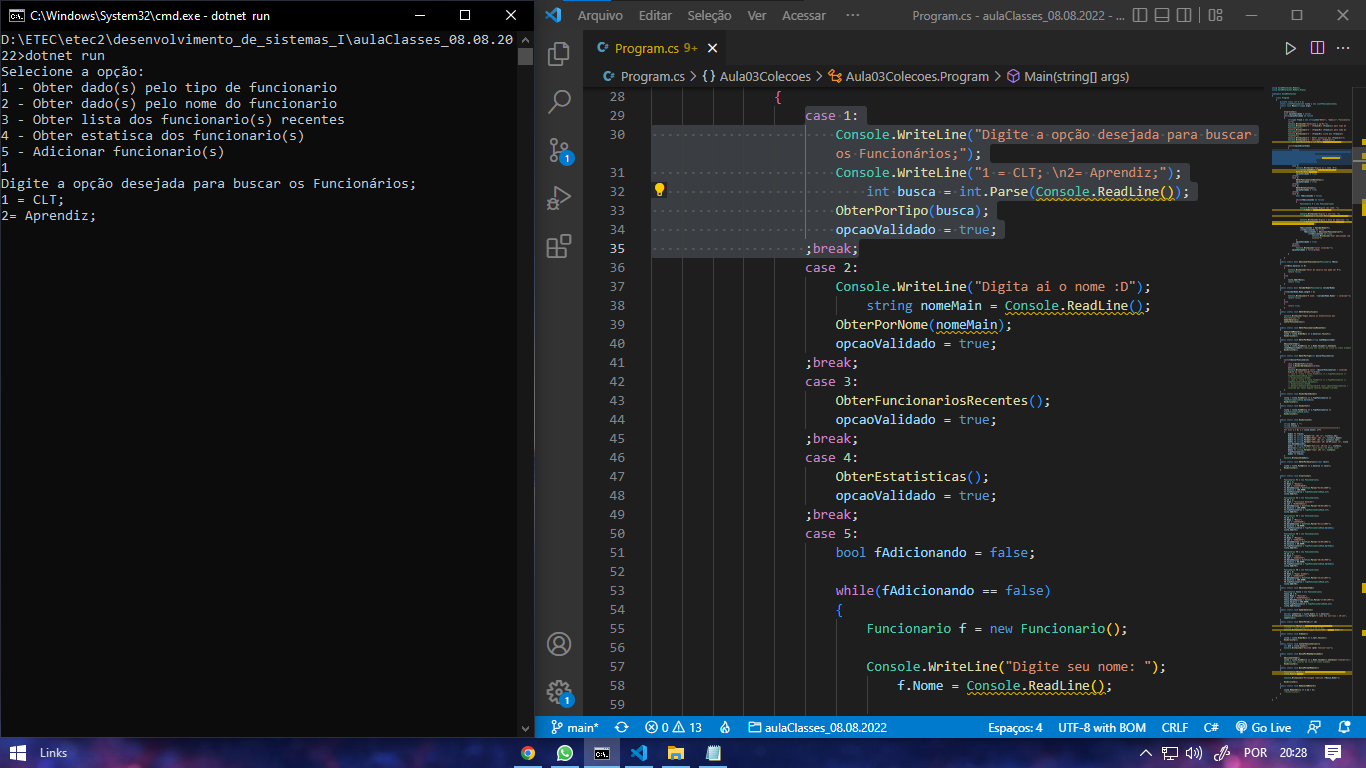 C:\Windows\System32\cmd.exe - dotnet run
D:\ETEC\etec2\desenvolvimento_de_sistemas_I\aulaClasses_08.08.20
22>dotnet run
Selecione a opção:
1 - Obter dado(s) pelo tipo de funcionario
2 - Obter dado(s) pelo nome do funcionario
3 - Obter lista dos funcionario(s) recentes
4 - Obter estatisca dos funcionario(s)
5 - Adicionar funcionario(s)
1
Digite a opção desejada para buscar os Funcionários;
1 = CLT;
2= Aprendiz;
Arquivo Editar Seleção Ver Acessar ··· Program.cs - aulaClasses_08.08.2022 - ...
Program.cs 9+
Program.cs > {} Aula03Colecoes > Aula03Colecoes.Program > Main(string[] args)
28 {
29 case 1:
Console.WriteLine("Digite a opção desejada para buscar
os Funcionários;");
31 Console.WriteLine("1 = CLT; \n2= Aprendiz;");
32 int busca = int.Parse(Console.ReadLine());
33 ObterPorTipo(busca);
34 opcaoValidado = true;
35 ;break;
36 case 2:
37 Console.WriteLine("Digita ai o nome :D");
38 string nomeMain = Console.ReadLine();
39 ObterPorNome(nomeMain);
40 opcaoValidado = true;
41 ;break;
42 case 3:
43 ObterFuncionariosRecentes();
44 opcaoValidado = true;
45 ;break;
46 case 4:
47 ObterEstatisticas();
48 opcaoValidado = true;
49 ;break;
50 case 5:
51 bool fAdicionando = false;
52
53 while(fAdicionando == false)
54 {
55 Funcionario f = new Funcionario();
56
57 Console.WriteLine("Digite seu nome: ");
58 f.Nome = Console.ReadLine();
59
1
1
main* 0 13 aulaClasses_08.08.2022 Espaços: 4 UTF-8 with BOM CRLF C# Go Live
Links POR 20:28